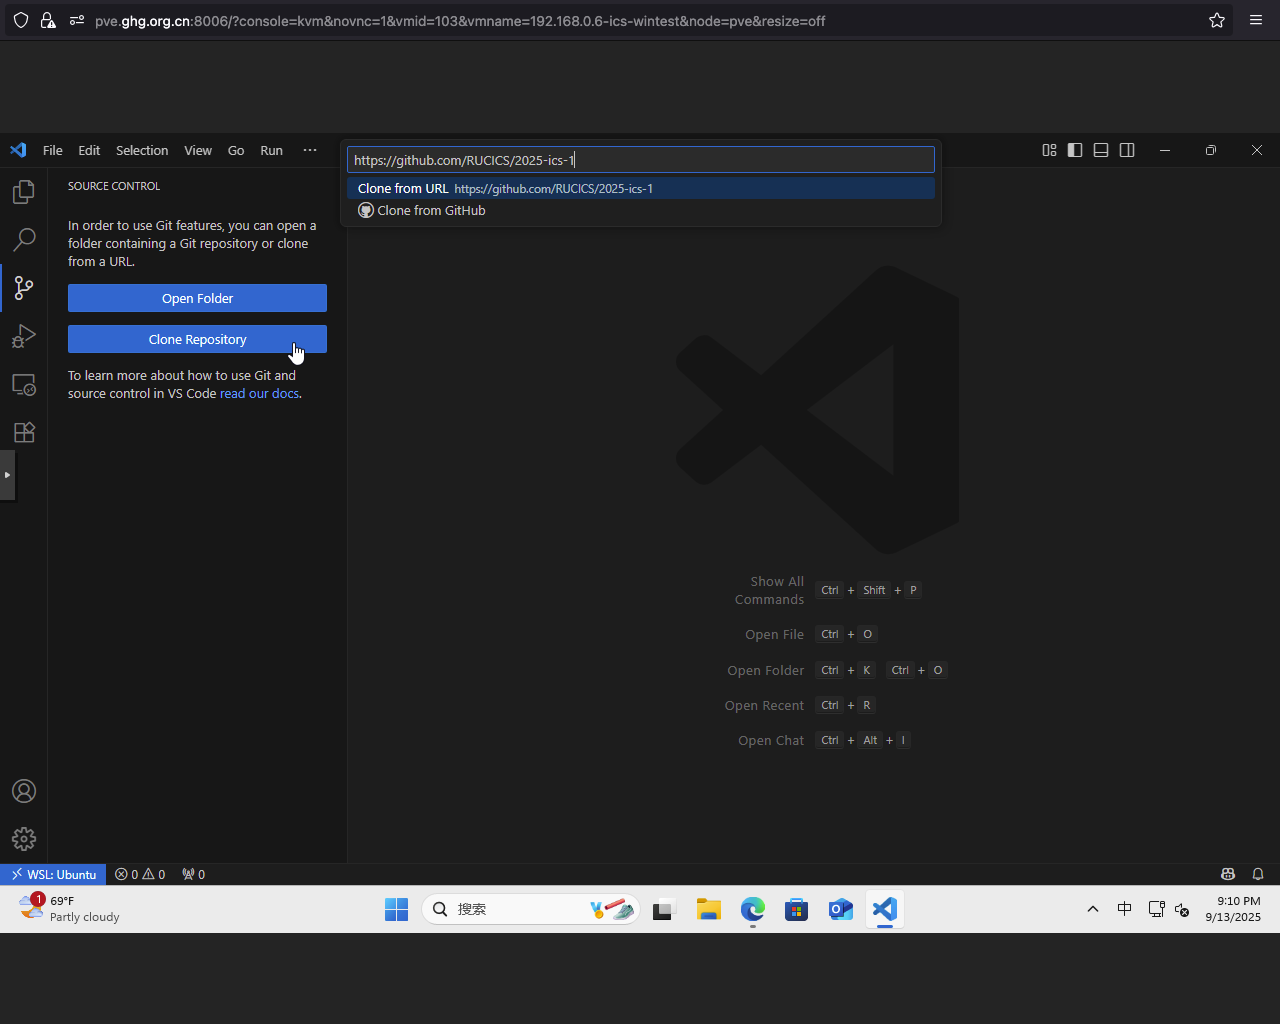 pve.ghg.org.cn:8006/?console=kvm&novnc=1&vmid=103&vmname=192.168.0.6-ics-wintest&node=pve&resize=off
File Edit Selection View Go Run ···
https://github.com/RUCICS/2025-ics-1
Clone from URL https://github.com/RUCICS/2025-ics-1
Clone from GitHub
SOURCE CONTROL
In order to use Git features, you can open a
folder containing a Git repository or clone
from a URL.
Open Folder
Clone Repository
To learn more about how to use Git and
source control in VS Code read our docs.
Show All
Commands
Ctrl + Shift + P
Open File Ctrl + O
Open Folder Ctrl + K Ctrl + O
Open Recent Ctrl + R
Open Chat Ctrl + Alt + I
WSL: Ubuntu 0 0 0
1
69°F
Partly cloudy
搜索
中
9:10 PM
9/13/2025